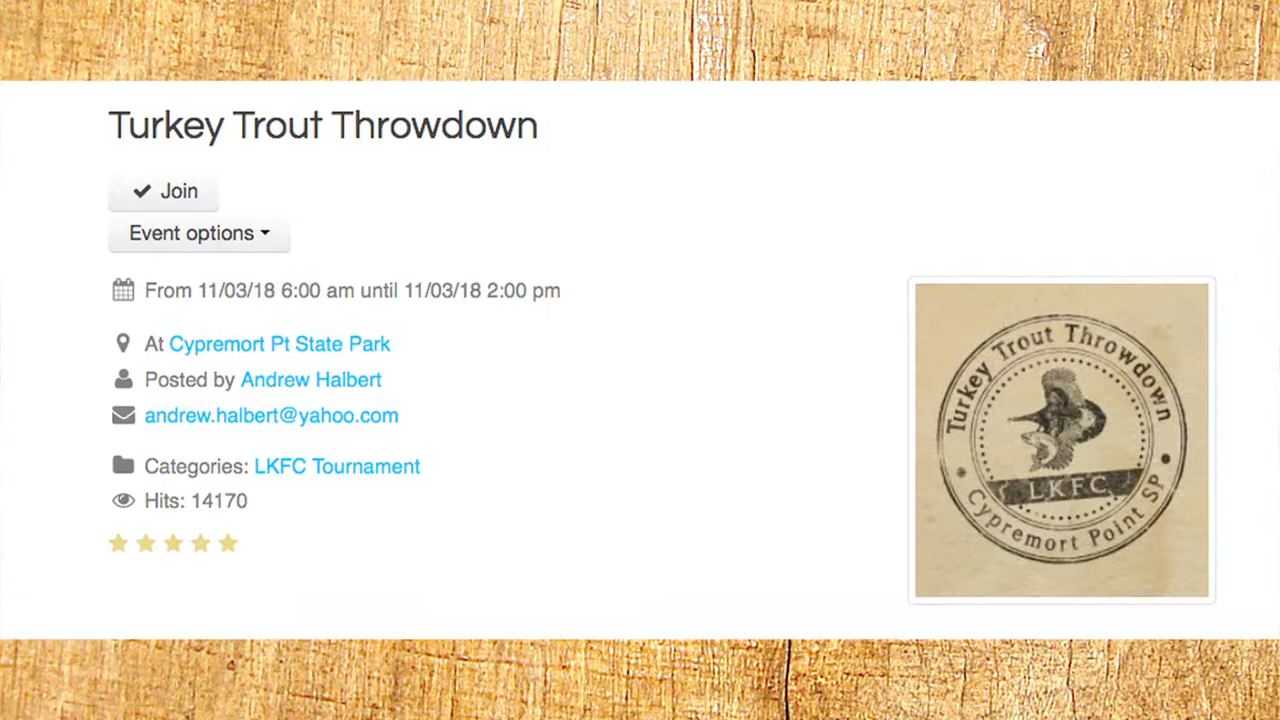 Turkey Trout Throwdown
Join
Event options
From 11/03/18 6:00 am until 11/03/18 2:00 pm
At Cypremort Pt State Park
Posted by Andrew Halbert
andrew.halbert@yahoo.com
Categories: LKFC Tournament
Hits: 14170
Turkey Trout Throwdown
LKFC
Cypremort Point SP